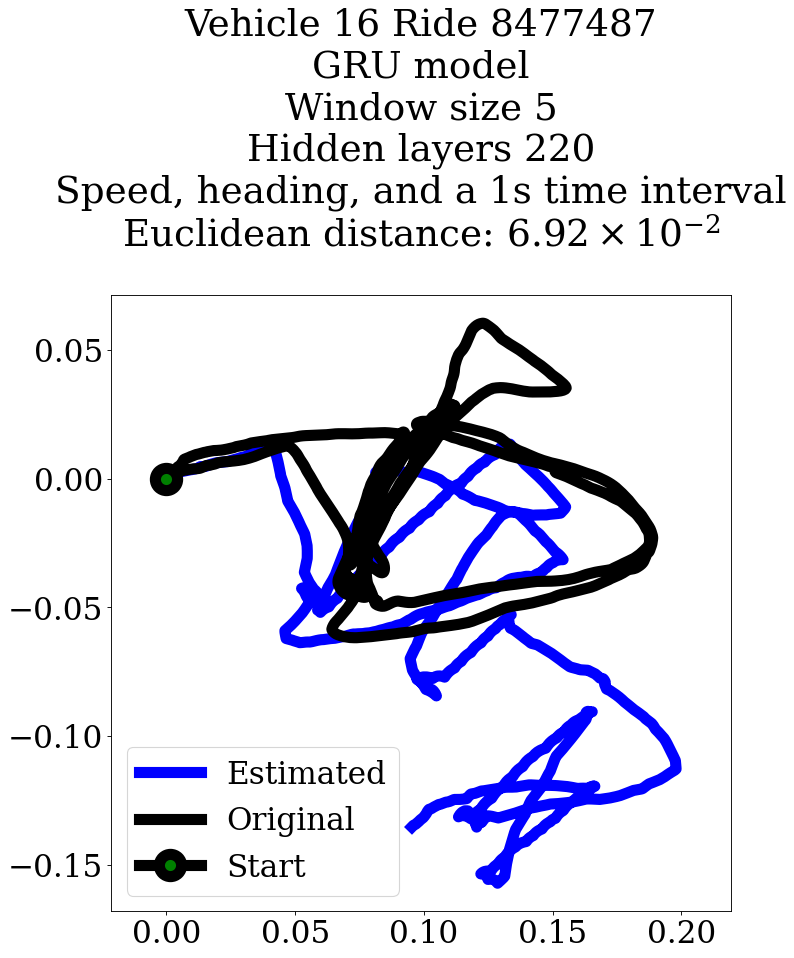 Vehicle 16 Ride 8477487
GRU model
Window size 5
Hidden layers 220
Speed, heading, and a 1s time interval
Euclidean distance: 6.92 × 10⁻²
0.05
0.00
−0.05
−0.10
−0.15
Estimated
Original
Start
0.00 0.05 0.10 0.15 0.20